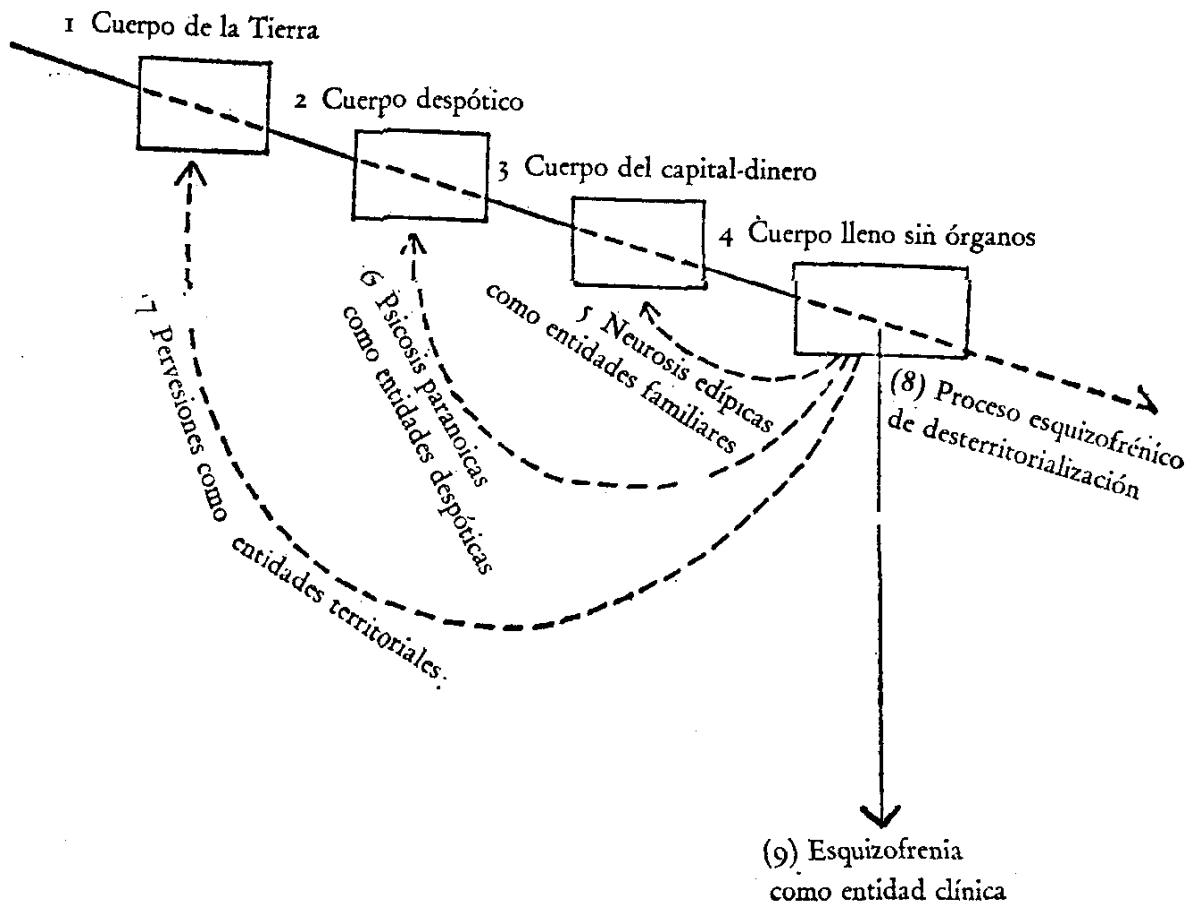 1 Cuerpo de la Tierra
2 Cuerpo despótico
3 Cuerpo del capital-dinero
4 Cuerpo lleno sin órganos
5 Neurosis edípicas
como entidades familiares
6 Psicosis paranoicas
como entidades despóticas
7 Pervesiones como
entidades territoriales.
(8) Proceso esquizofrénico
de desterritorialización
(9) Esquizofrenia
como entidad clínica